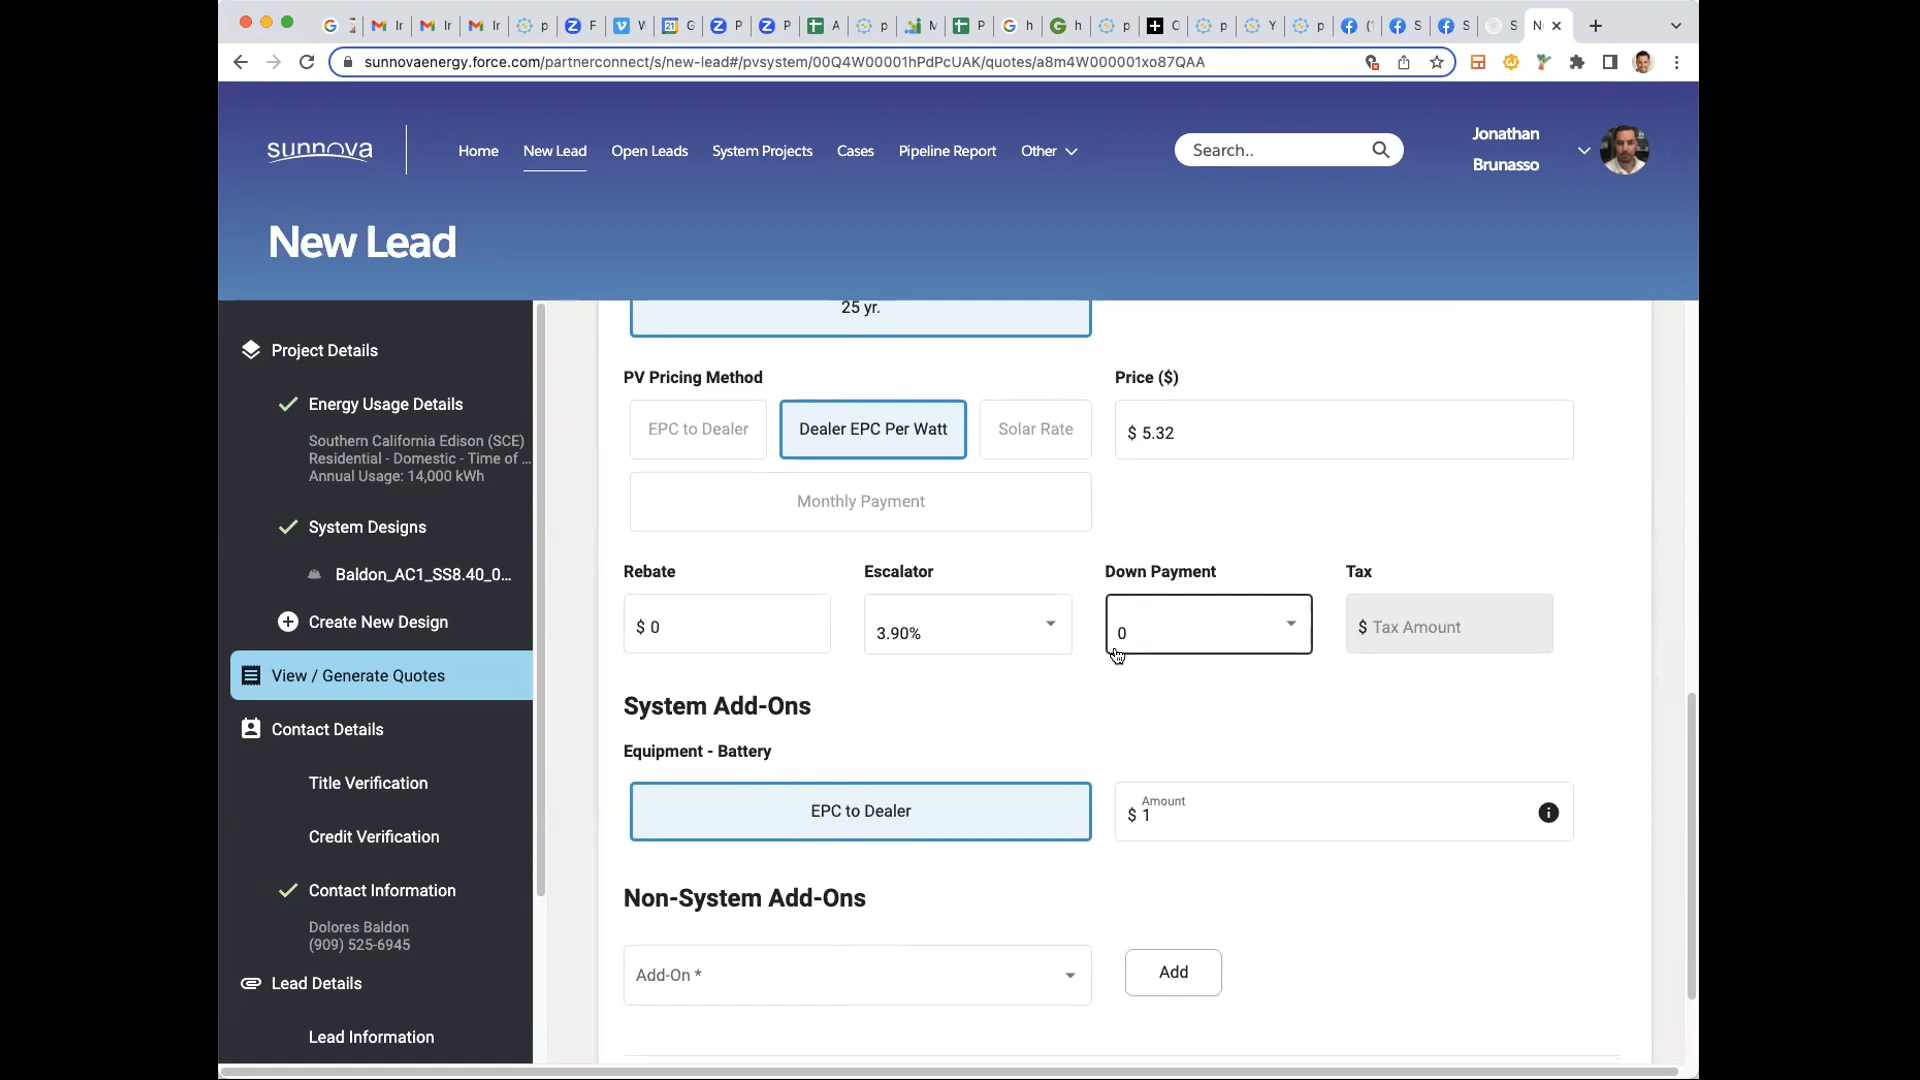 sunnovaenergy.force.com/partnerconnect/s/new-lead#/pvsystem/00Q4W00001hPdPcUAK/quotes/a8m4W000001xo87QAA
sunnova
Home
New Lead
Open Leads
System Projects
Cases
Pipeline Report
Other
Search..
Jonathan
Brunasso
New Lead
Project Details
Energy Usage Details
Southern California Edison (SCE)
Residential - Domestic - Time of ...
Annual Usage: 14,000 kWh
System Designs
Baldon_AC1_SS8.40_0...
Create New Design
View / Generate Quotes
Contact Details
Title Verification
Credit Verification
Contact Information
Dolores Baldon
(909) 525-6945
Lead Details
Lead Information
25 yr.
PV Pricing Method
Price ($)
EPC to Dealer
Dealer EPC Per Watt
Solar Rate
$ 5.32
Monthly Payment
Rebate
Escalator
Down Payment
Tax
$ 0
3.90%
0
$ Tax Amount
System Add-Ons
Equipment - Battery
EPC to Dealer
Amount
$ 1
Non-System Add-Ons
Add-On *
Add